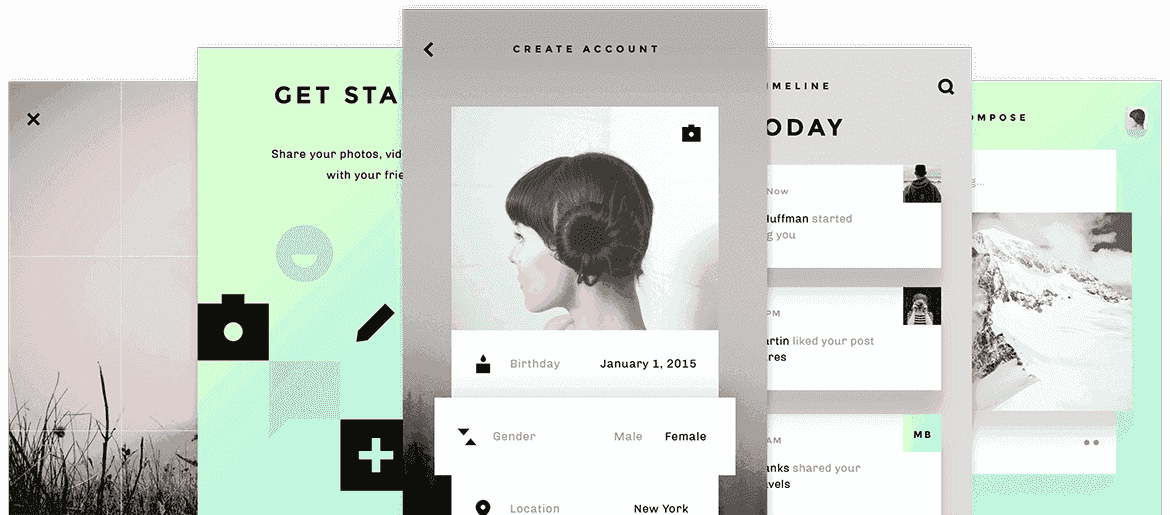 GET STA
Share your photos, vid
with your frie
CREATE ACCOUNT
Birthday January 1, 2015
Gender Male Female
Location New York
MELINE
ODAY
Now
Huffman started
g you
PM
artin liked your post
res
AM
MB
anks shared your
vels
OMPOSE
g...